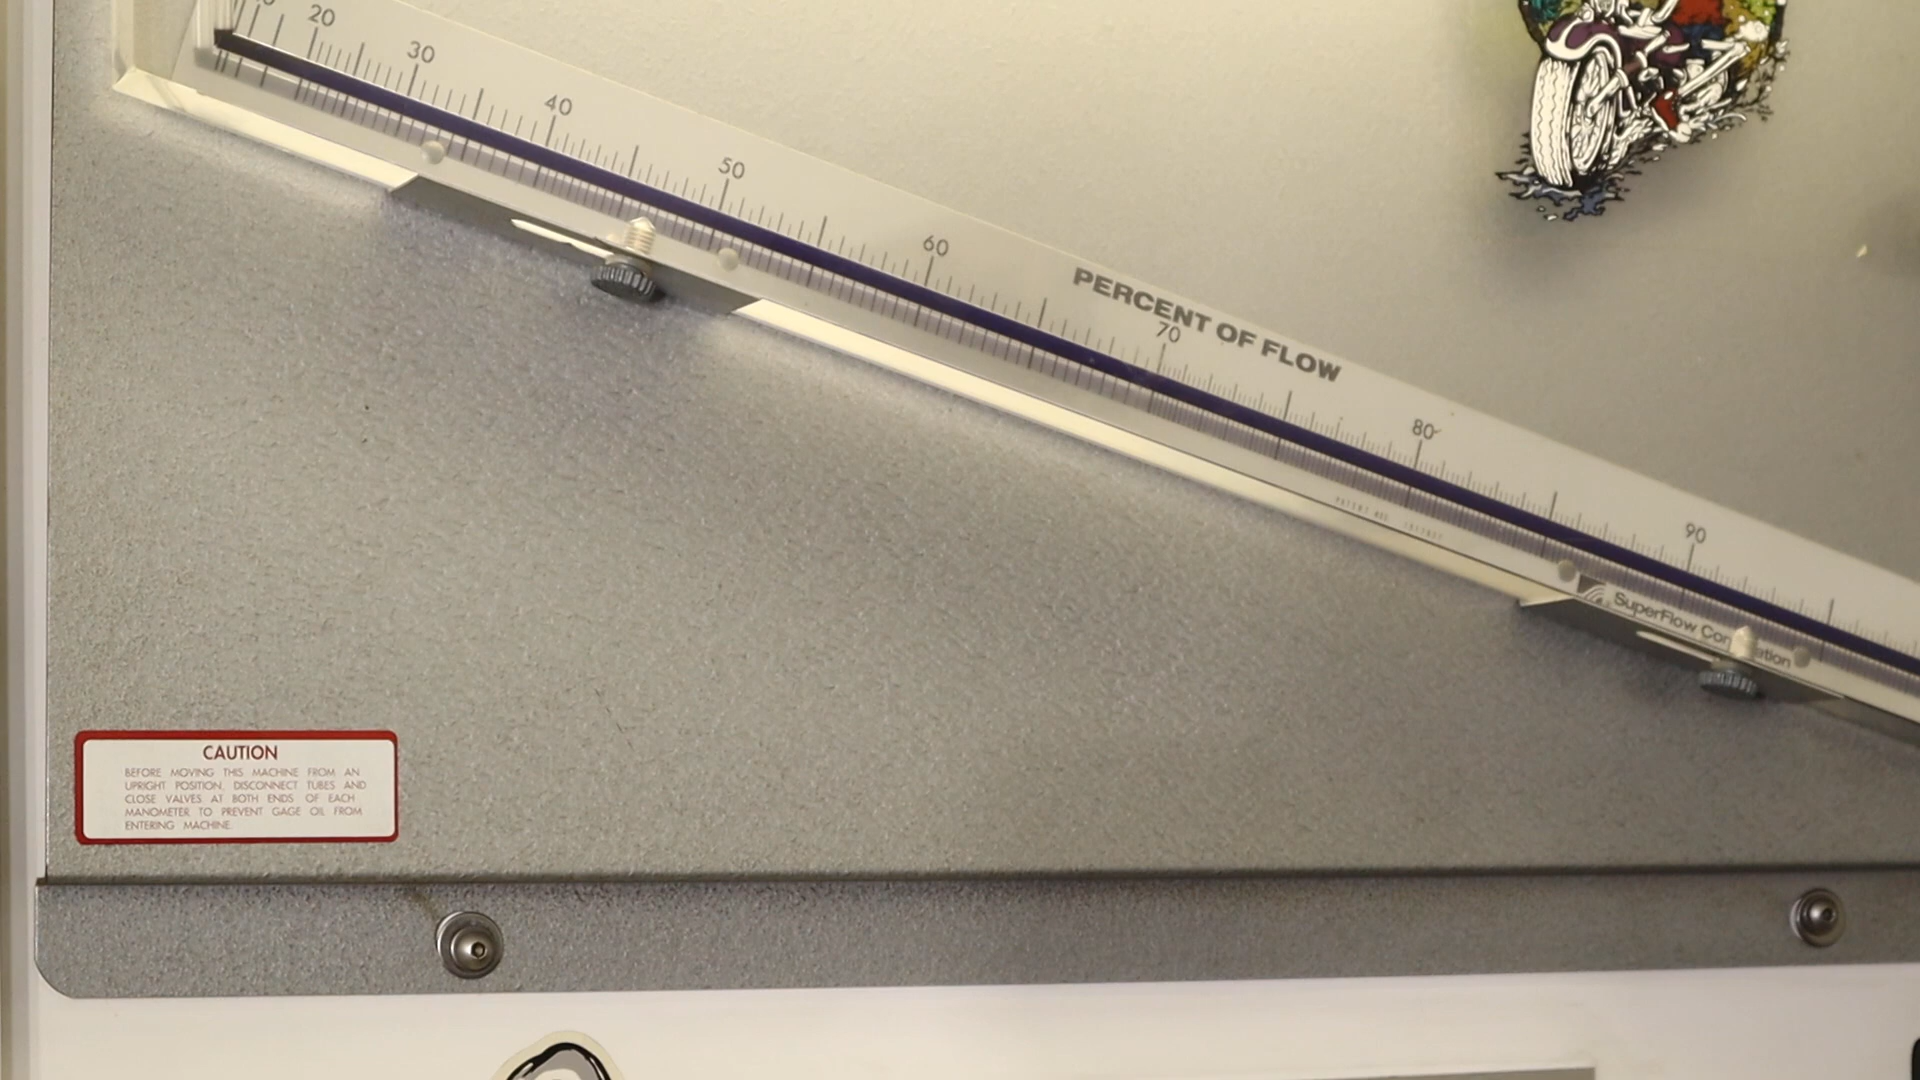 20
30
40
50
60
PERCENT OF FLOW
70
80
90
SuperFlow Cor ation
CAUTION
BEFORE MOVING THIS MACHINE FROM AN
UPRIGHT POSITION, DISCONNECT TUBES AND
CLOSE VALVES AT BOTH ENDS OF EACH
MANOMETER TO PREVENT GAGE OIL FROM
ENTERING MACHINE.